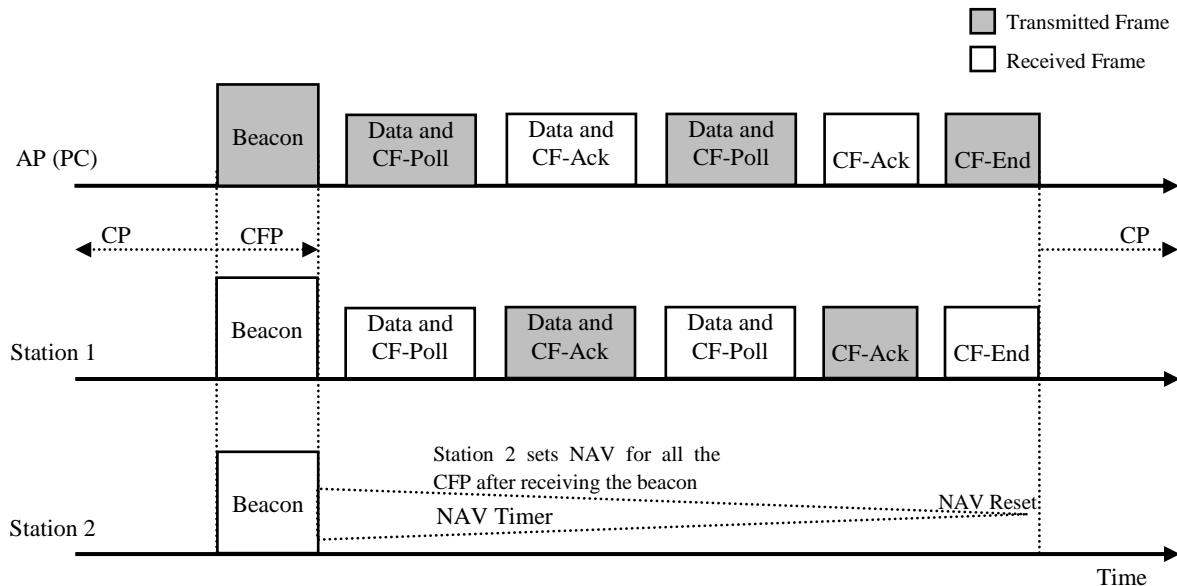 Transmitted Frame
Received Frame
AP (PC)
Beacon
Data and
CF-Poll
Data and
CF-Ack
Data and
CF-Poll
CF-Ack
CF-End
CP
CFP
CP
Station 1
Beacon
Data and
CF-Poll
Data and
CF-Ack
Data and
CF-Poll
CF-Ack
CF-End
Station 2
Beacon
Station 2 sets NAV for all the
CFP after receiving the beacon
NAV Timer
NAV Reset
Time